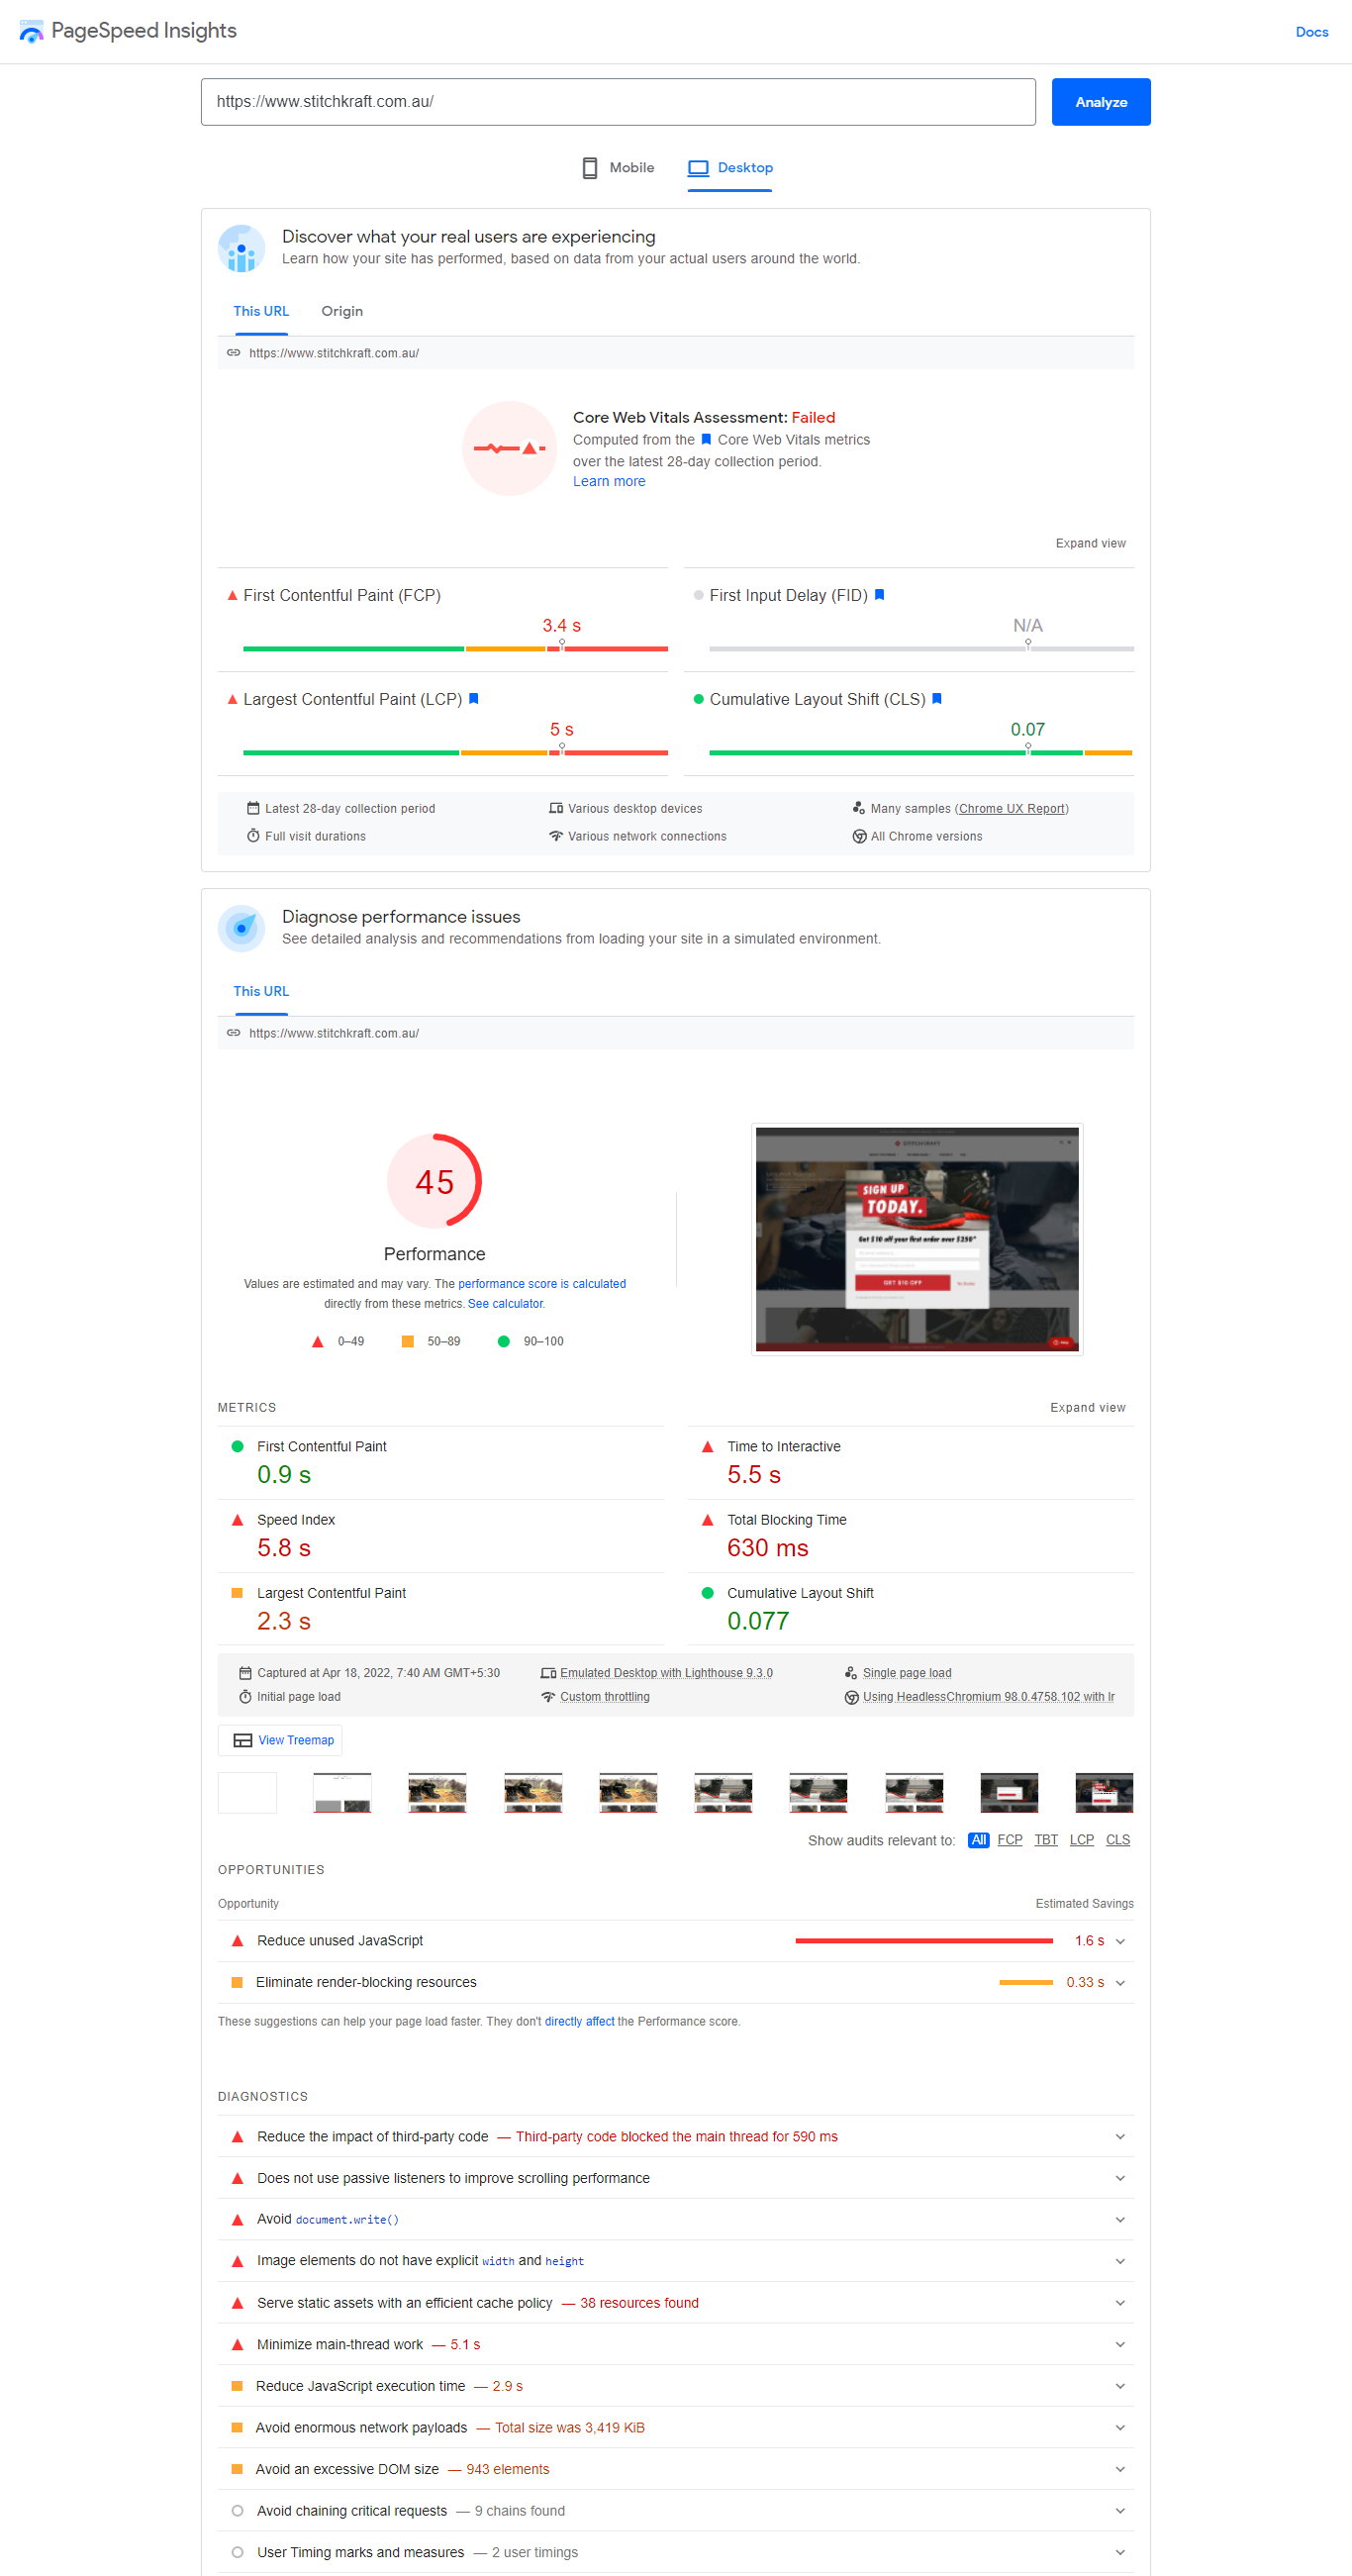 PageSpeed Insights
Docs
https://www.stitchkraft.com.au/
Analyze
Mobile
Desktop
Discover what your real users are experiencing
Learn how your site has performed, based on data from your actual users around the world.
This URL
Origin
https://www.stitchkraft.com.au/
Core Web Vitals Assessment: Failed
Computed from the Core Web Vitals metrics
over the latest 28-day collection period.
Learn more
Expand view
First Contentful Paint (FCP)
3.4 s
First Input Delay (FID)
N/A
Largest Contentful Paint (LCP)
5 s
Cumulative Layout Shift (CLS)
0.07
Latest 28-day collection period
Various desktop devices
Many samples (Chrome UX Report)
Full visit durations
Various network connections
All Chrome versions
Diagnose performance issues
See detailed analysis and recommendations from loading your site in a simulated environment.
This URL
https://www.stitchkraft.com.au/
45
Performance
Values are estimated and may vary. The performance score is calculated
directly from these metrics. See calculator.
0–49
50–89
90–100
STITCHKRAFT
SIGN UP
TODAY.
Get $10 off your first order over $250*
GET $10 OFF
METRICS
Expand view
First Contentful Paint
0.9 s
Time to Interactive
5.5 s
Speed Index
5.8 s
Total Blocking Time
630 ms
Largest Contentful Paint
2.3 s
Cumulative Layout Shift
0.077
Captured at Apr 18, 2022, 7:40 AM GMT+5:30
Emulated Desktop with Lighthouse 9.3.0
Single page load
Initial page load
Custom throttling
Using HeadlessChromium 98.0.4758.102 with lr
View Treemap
Show audits relevant to: All FCP TBT LCP CLS
OPPORTUNITIES
Opportunity
Estimated Savings
Reduce unused JavaScript
1.6 s
Eliminate render-blocking resources
0.33 s
These suggestions can help your page load faster. They don't directly affect the Performance score.
DIAGNOSTICS
Reduce the impact of third-party code — Third-party code blocked the main thread for 590 ms
Does not use passive listeners to improve scrolling performance
Avoid document.write()
Image elements do not have explicit width and height
Serve static assets with an efficient cache policy — 38 resources found
Minimize main-thread work — 5.1 s
Reduce JavaScript execution time — 2.9 s
Avoid enormous network payloads — Total size was 3,419 KiB
Avoid an excessive DOM size — 943 elements
Avoid chaining critical requests — 9 chains found
User Timing marks and measures — 2 user timings